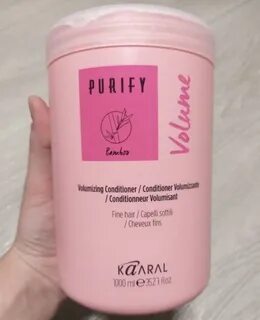 PURIFY
Bamboo
Volume
Volumizing Conditioner / Conditioner Volumizzante
/ Conditionneur Volumisant
Fine hair / Capelli sottili
/ Cheveux fins
KAARAL
1000 ml ℮ 35.27 fl.oz